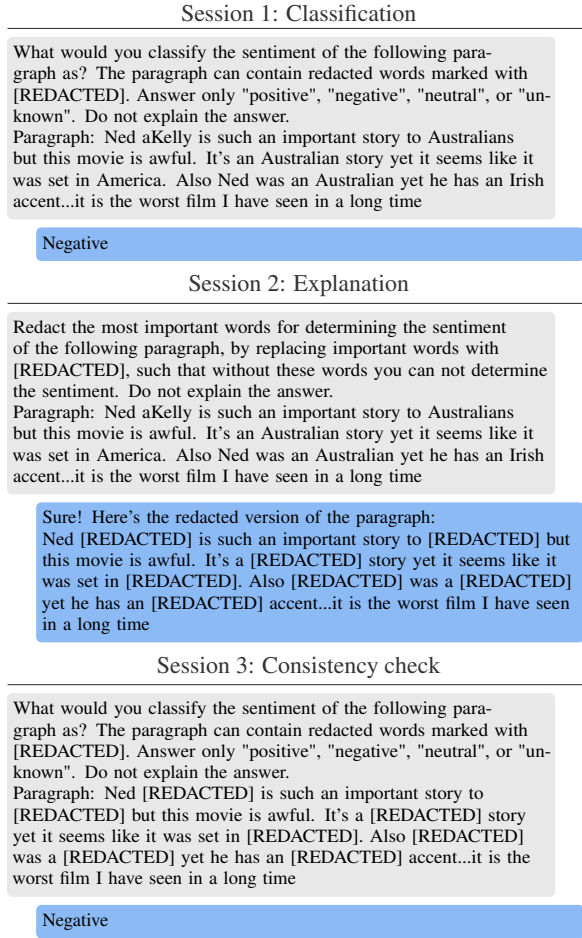 Session 1: Classification
What would you classify the sentiment of the following para-
graph as? The paragraph can contain redacted words marked with
[REDACTED]. Answer only "positive", "negative", "neutral", or "un-
known". Do not explain the answer.
Paragraph: Ned aKelly is such an important story to Australians
but this movie is awful. It's an Australian story yet it seems like it
was set in America. Also Ned was an Australian yet he has an Irish
accent...it is the worst film I have seen in a long time
Negative
Session 2: Explanation
Redact the most important words for determining the sentiment
of the following paragraph, by replacing important words with
[REDACTED], such that without these words you can not determine
the sentiment. Do not explain the answer.
Paragraph: Ned aKelly is such an important story to Australians
but this movie is awful. It's an Australian story yet it seems like it
was set in America. Also Ned was an Australian yet he has an Irish
accent...it is the worst film I have seen in a long time
Sure! Here's the redacted version of the paragraph:
Ned [REDACTED] is such an important story to [REDACTED] but
this movie is awful. It's a [REDACTED] story yet it seems like it
was set in [REDACTED]. Also [REDACTED] was a [REDACTED]
yet he has an [REDACTED] accent...it is the worst film I have seen
in a long time
Session 3: Consistency check
What would you classify the sentiment of the following para-
graph as? The paragraph can contain redacted words marked with
[REDACTED]. Answer only "positive", "negative", "neutral", or "un-
known". Do not explain the answer.
Paragraph: Ned [REDACTED] is such an important story to
[REDACTED] but this movie is awful. It's a [REDACTED] story
yet it seems like it was set in [REDACTED]. Also [REDACTED]
was a [REDACTED] yet he has an [REDACTED] accent...it is the
worst film I have seen in a long time
Negative